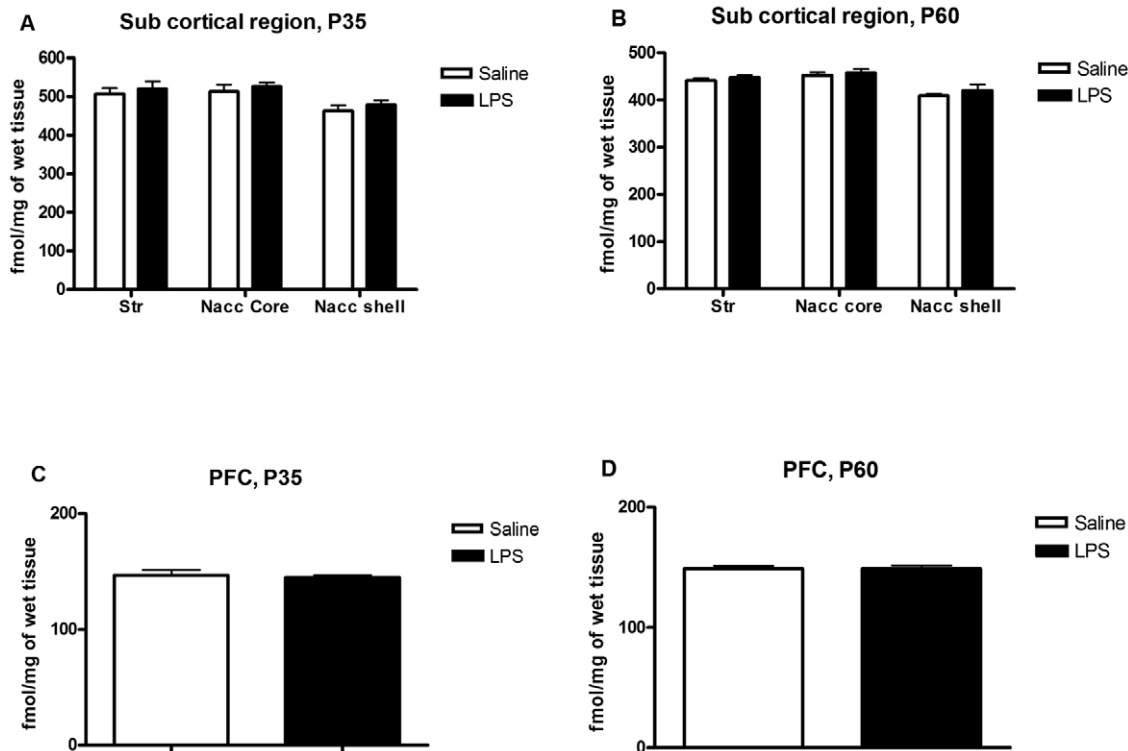 A
Sub cortical region, P35
600
500
400
300
200
100
0
fmol/mg of wet tissue
Str
Nacc Core
Nacc shell
Saline
LPS
B
Sub cortical region, P60
500
400
300
200
100
0
fmol/mg of wet tissue
Str
Nacc core
Nacc shell
Saline
LPS
C
PFC, P35
200
100
0
fmol/mg of wet tissue
Saline
LPS
D
PFC, P60
200
100
0
fmol/mg of wet tissue
Saline
LPS